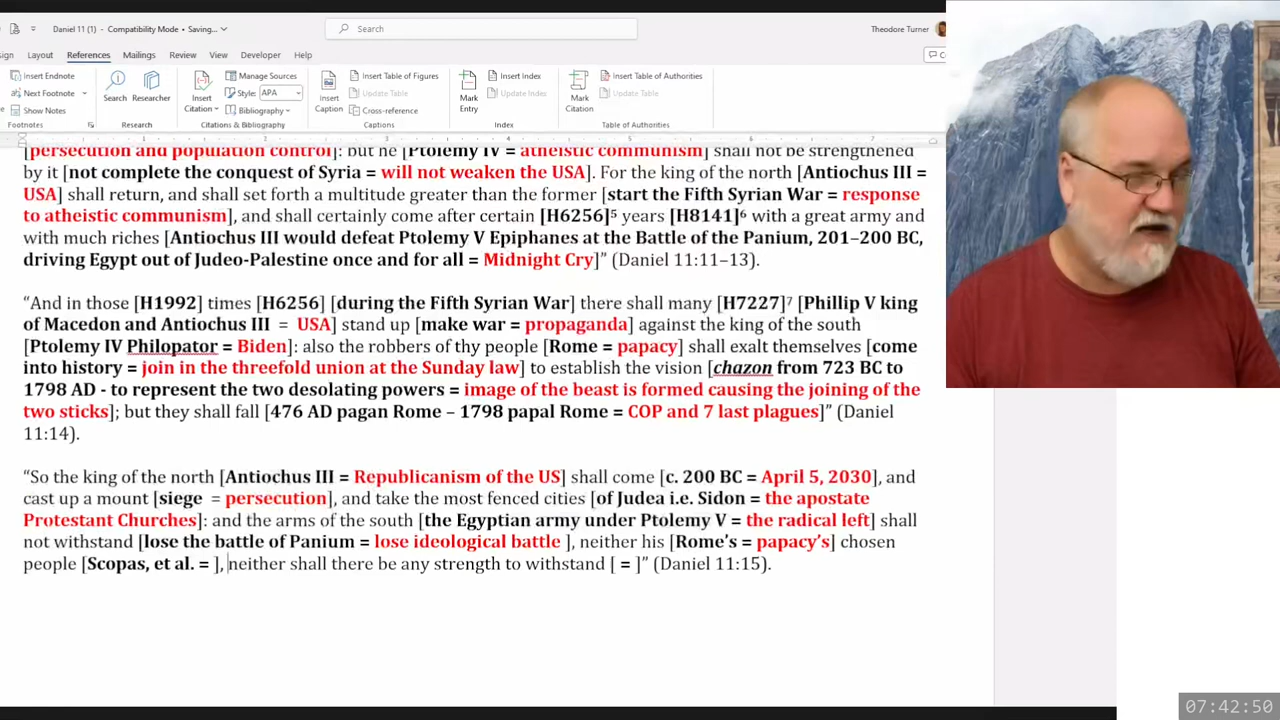 Daniel 11 (1) - Compatibility Mode • Saving...
Search
Theodore Turner
sign Layout References Mailings Review View Developer Help
Insert Endnote
Next Footnote
Show Notes
Footnotes
Search
Researcher
Research
Insert Citation
Manage Sources
Style: APA
Bibliography
Citations & Bibliography
Insert Caption
Insert Table of Figures
Update Table
Cross-reference
Captions
Mark Entry
Insert Index
Update Index
Index
Mark Citation
Insert Table of Authorities
Update Table
Table of Authorities
[persecution and population control]: but he [Ptolemy IV = atheistic communism] shall not be strengthened
by it [not complete the conquest of Syria = will not weaken the USA]. For the king of the north [Antiochus III =
USA] shall return, and shall set forth a multitude greater than the former [start the Fifth Syrian War = response
to atheistic communism], and shall certainly come after certain [H6256]⁵ years [H8141]⁶ with a great army and
with much riches [Antiochus III would defeat Ptolemy V Epiphanes at the Battle of the Panium, 201–200 BC,
driving Egypt out of Judeo-Palestine once and for all = Midnight Cry]” (Daniel 11:11–13).
“And in those [H1992] times [H6256] [during the Fifth Syrian War] there shall many [H7227]⁷ [Phillip V king
of Macedon and Antiochus III = USA] stand up [make war = propaganda] against the king of the south
[Ptolemy IV Philopator = Biden]: also the robbers of thy people [Rome = papacy] shall exalt themselves [come
into history = join in the threefold union at the Sunday law] to establish the vision [chazon from 723 BC to
1798 AD - to represent the two desolating powers = image of the beast is formed causing the joining of the
two sticks]; but they shall fall [476 AD pagan Rome – 1798 papal Rome = COP and 7 last plagues]” (Daniel
11:14).
“So the king of the north [Antiochus III = Republicanism of the US] shall come [c. 200 BC = April 5, 2030], and
cast up a mount [siege = persecution], and take the most fenced cities [of Judea i.e. Sidon = the apostate
Protestant Churches]: and the arms of the south [the Egyptian army under Ptolemy V = the radical left] shall
not withstand [lose the battle of Panium = lose ideological battle ], neither his [Rome’s = papacy’s] chosen
people [Scopas, et al. = ], neither shall there be any strength to withstand [ = ]” (Daniel 11:15).
07:42:50